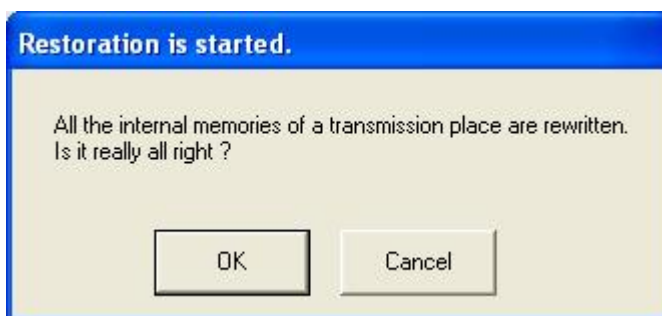 Restoration is started.
All the internal memories of a transmission place are rewritten.
Is it really all right ?
OK
Cancel